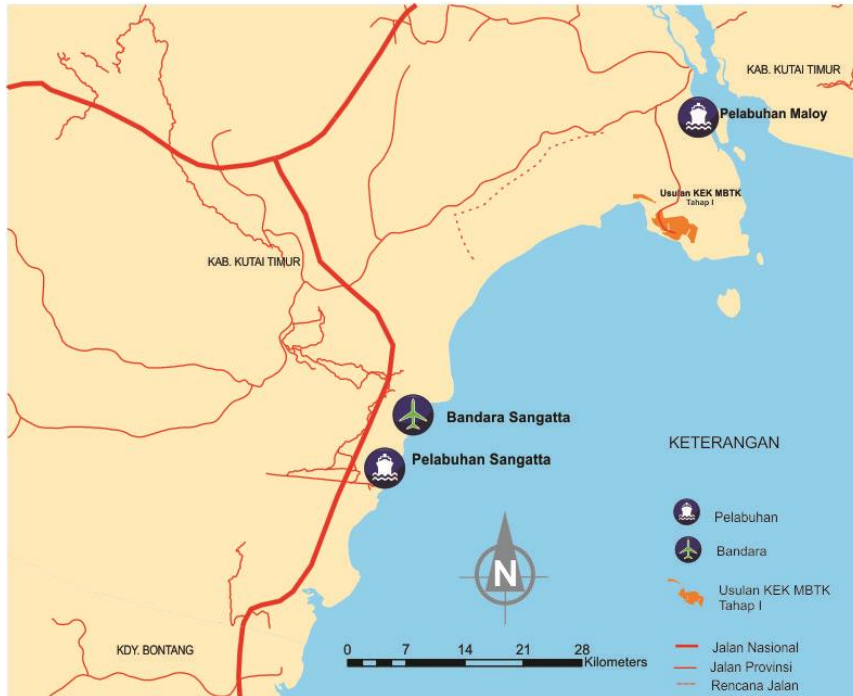 KAB. KUTAI TIMUR
Pelabuhan Maloy
Usulan KEK MBTK
Tahap I
KAB. KUTAI TIMUR
Bandara Sangatta
Pelabuhan Sangatta
KDY. BONTANG
N
0 7 14 21 28
Kilometers
KETERANGAN
Pelabuhan
Bandara
Usulan KEK MBTK
Tahap I
Jalan Nasional
Jalan Provinsi
Rencana Jalan